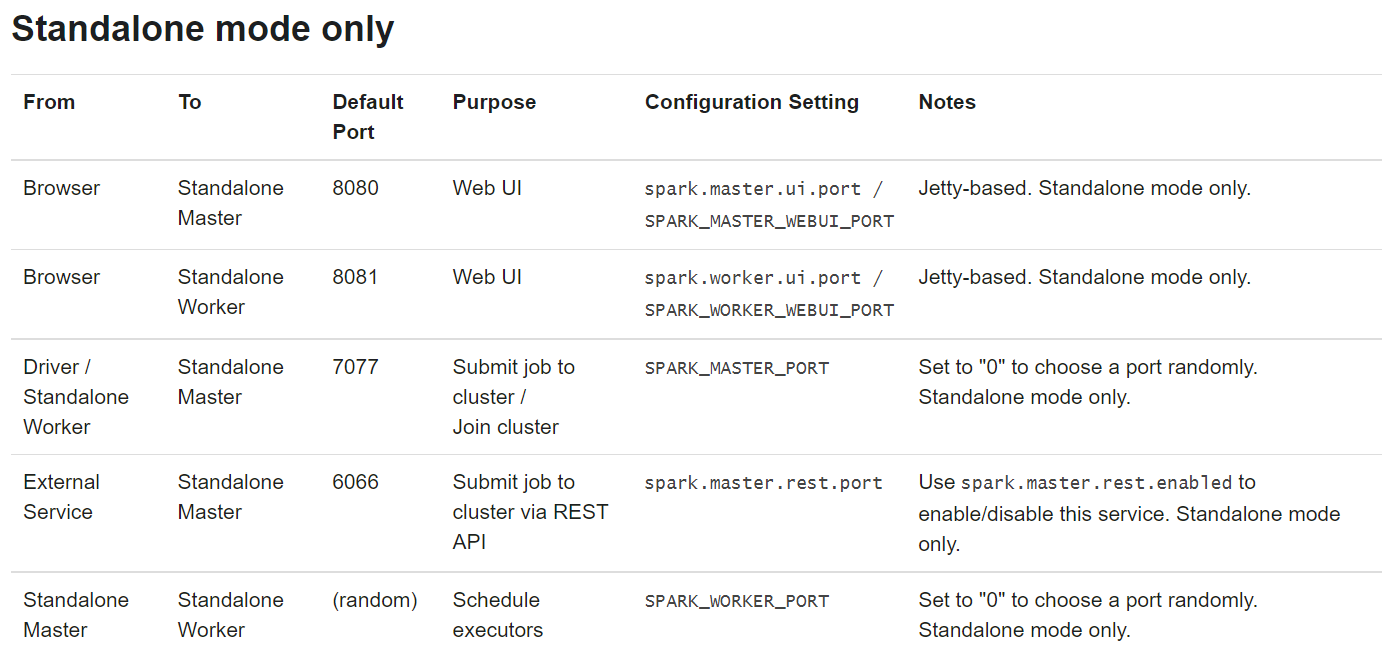 Standalone mode only
From To Default Port Purpose Configuration Setting Notes
Browser Standalone Master 8080 Web UI spark.master.ui.port / SPARK_MASTER_WEBUI_PORT Jetty-based. Standalone mode only.
Browser Standalone Worker 8081 Web UI spark.worker.ui.port / SPARK_WORKER_WEBUI_PORT Jetty-based. Standalone mode only.
Driver / Standalone Worker Standalone Master 7077 Submit job to cluster / Join cluster SPARK_MASTER_PORT Set to "0" to choose a port randomly. Standalone mode only.
External Service Standalone Master 6066 Submit job to cluster via REST API spark.master.rest.port Use spark.master.rest.enabled to enable/disable this service. Standalone mode only.
Standalone Master Standalone Worker (random) Schedule executors SPARK_WORKER_PORT Set to "0" to choose a port randomly. Standalone mode only.